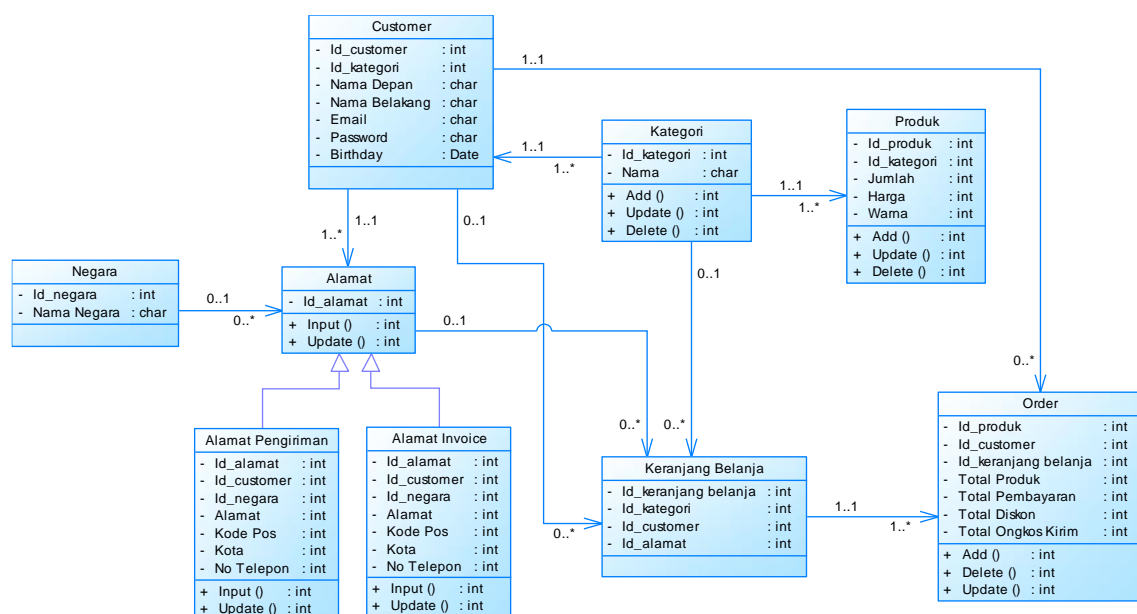 Customer
- Id_customer : int
- Id_kategori : int
- Nama Depan : char
- Nama Belakang : char
- Email : char
- Password : char
- Birthday : Date
1..1
1..1
1..*
Kategori
- Id_kategori : int
- Nama : char
+ Add () : int
+ Update () : int
+ Delete () : int
1..1
1..*
Produk
- Id_produk : int
- Id_kategori : int
- Jumlah : int
- Harga : int
- Warna : int
+ Add () : int
+ Update () : int
+ Delete () : int
1..1
1..*
0..1
0..1
Negara
- Id_negara : int
- Nama Negara : char
0..1
0..*
Alamat
- Id_alamat : int
+ Input () : int
+ Update () : int
0..1
0..*
0..*
0..*
Alamat Pengiriman
- Id_alamat : int
- Id_customer : int
- Id_negara : int
- Alamat : int
- Kode Pos : int
- Kota : int
- No Telepon : int
+ Input () : int
+ Update () : int
Alamat Invoice
- Id_alamat : int
- Id_customer : int
- Id_negara : int
- Alamat : int
- Kode Pos : int
- Kota : int
- No Telepon : int
+ Input () : int
+ Update () : int
0..*
Keranjang Belanja
- Id_keranjang belanja : int
- Id_kategori : int
- Id_customer : int
- Id_alamat : int
1..1
1..*
Order
- Id_produk : int
- Id_customer : int
- Id_keranjang belanja : int
- Total Produk : int
- Total Pembayaran : int
- Total Diskon : int
- Total Ongkos Kirim : int
+ Add () : int
+ Delete () : int
+ Update () : int